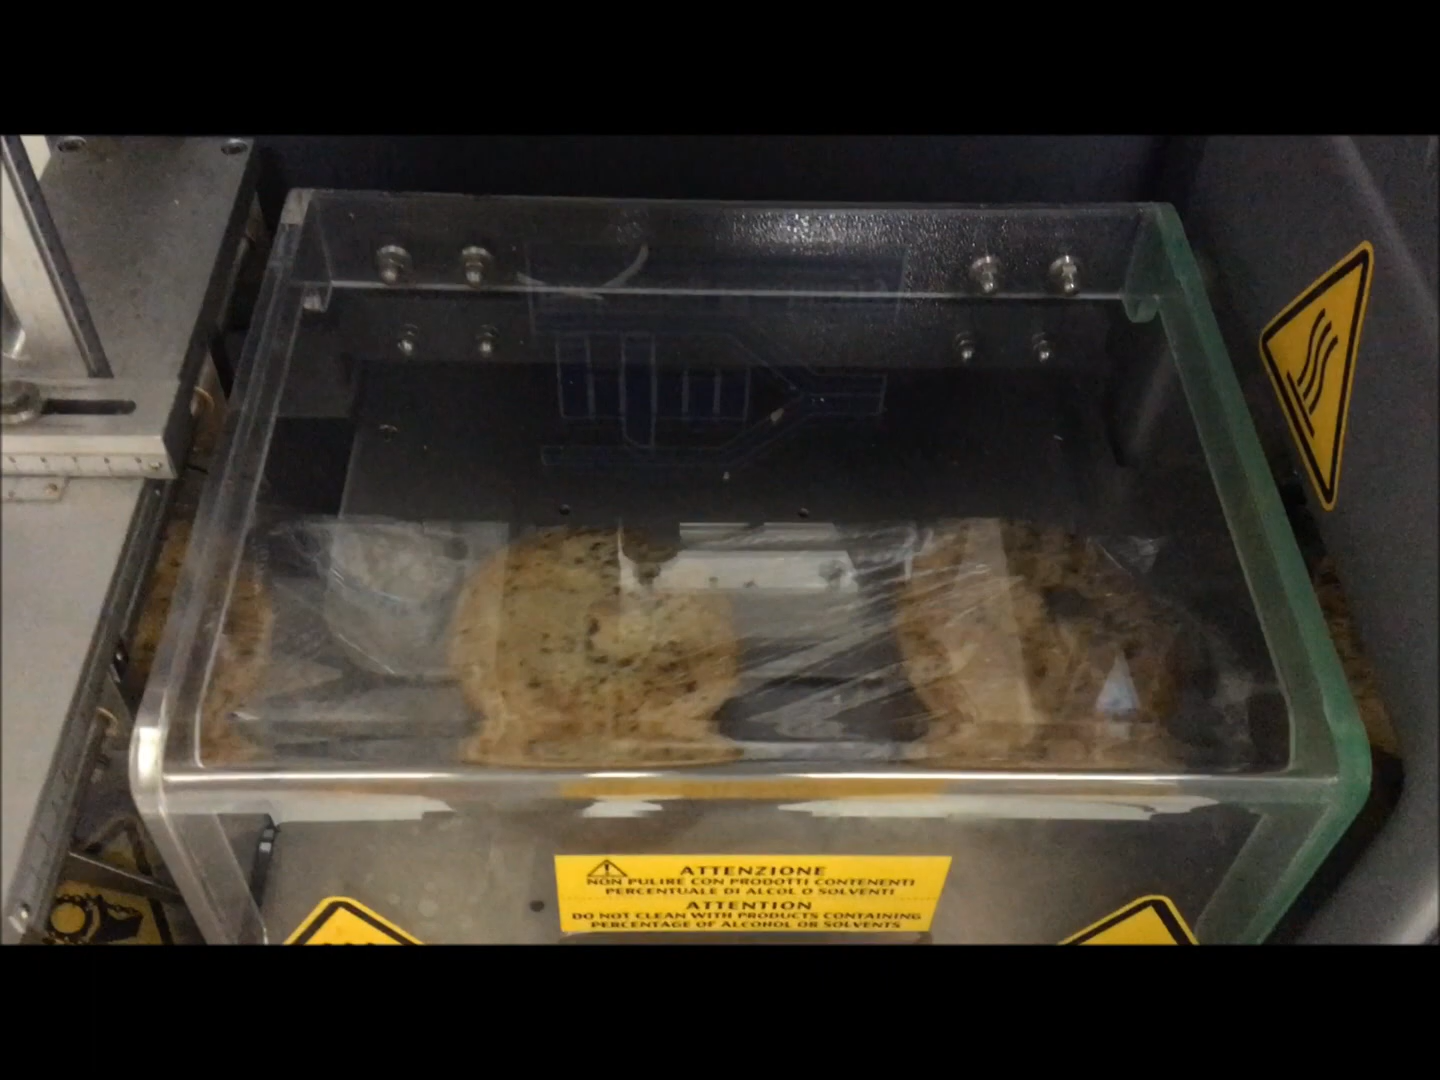 ATTENZIONE
NON PULIRE CON PRODOTTI CONTENENTI
PERCENTUALE DI ALCOL O SOLVENTI
ATTENTION
DO NOT CLEAN WITH PRODUCTS CONTAINING
PERCENTAGE OF ALCOHOL OR SOLVENTS